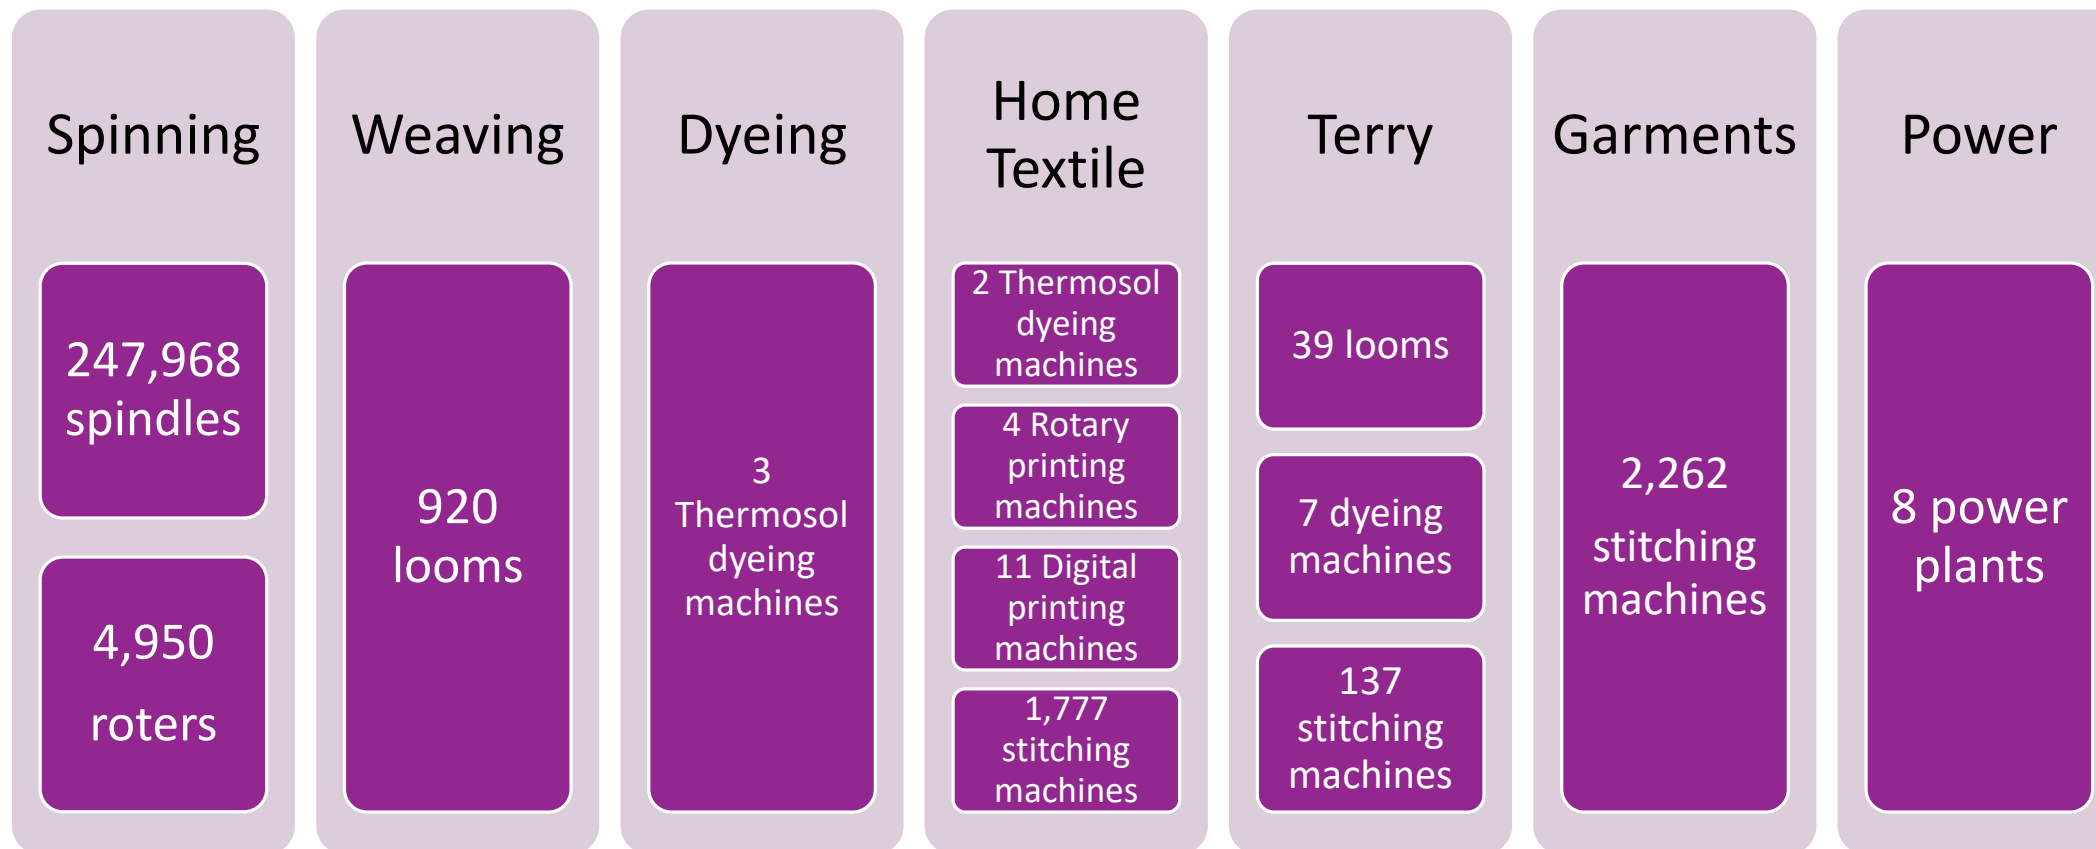 Spinning
247,968
spindles
4,950
roters
Weaving
920
looms
Dyeing
3
Thermosol
dyeing
machines
Home
Textile
2 Thermosol
dyeing
machines
4 Rotary
printing
machines
11 Digital
printing
machines
1,777
stitching
machines
Terry
39 looms
7 dyeing
machines
137
stitching
machines
Garments
2,262
stitching
machines
Power
8 power
plants